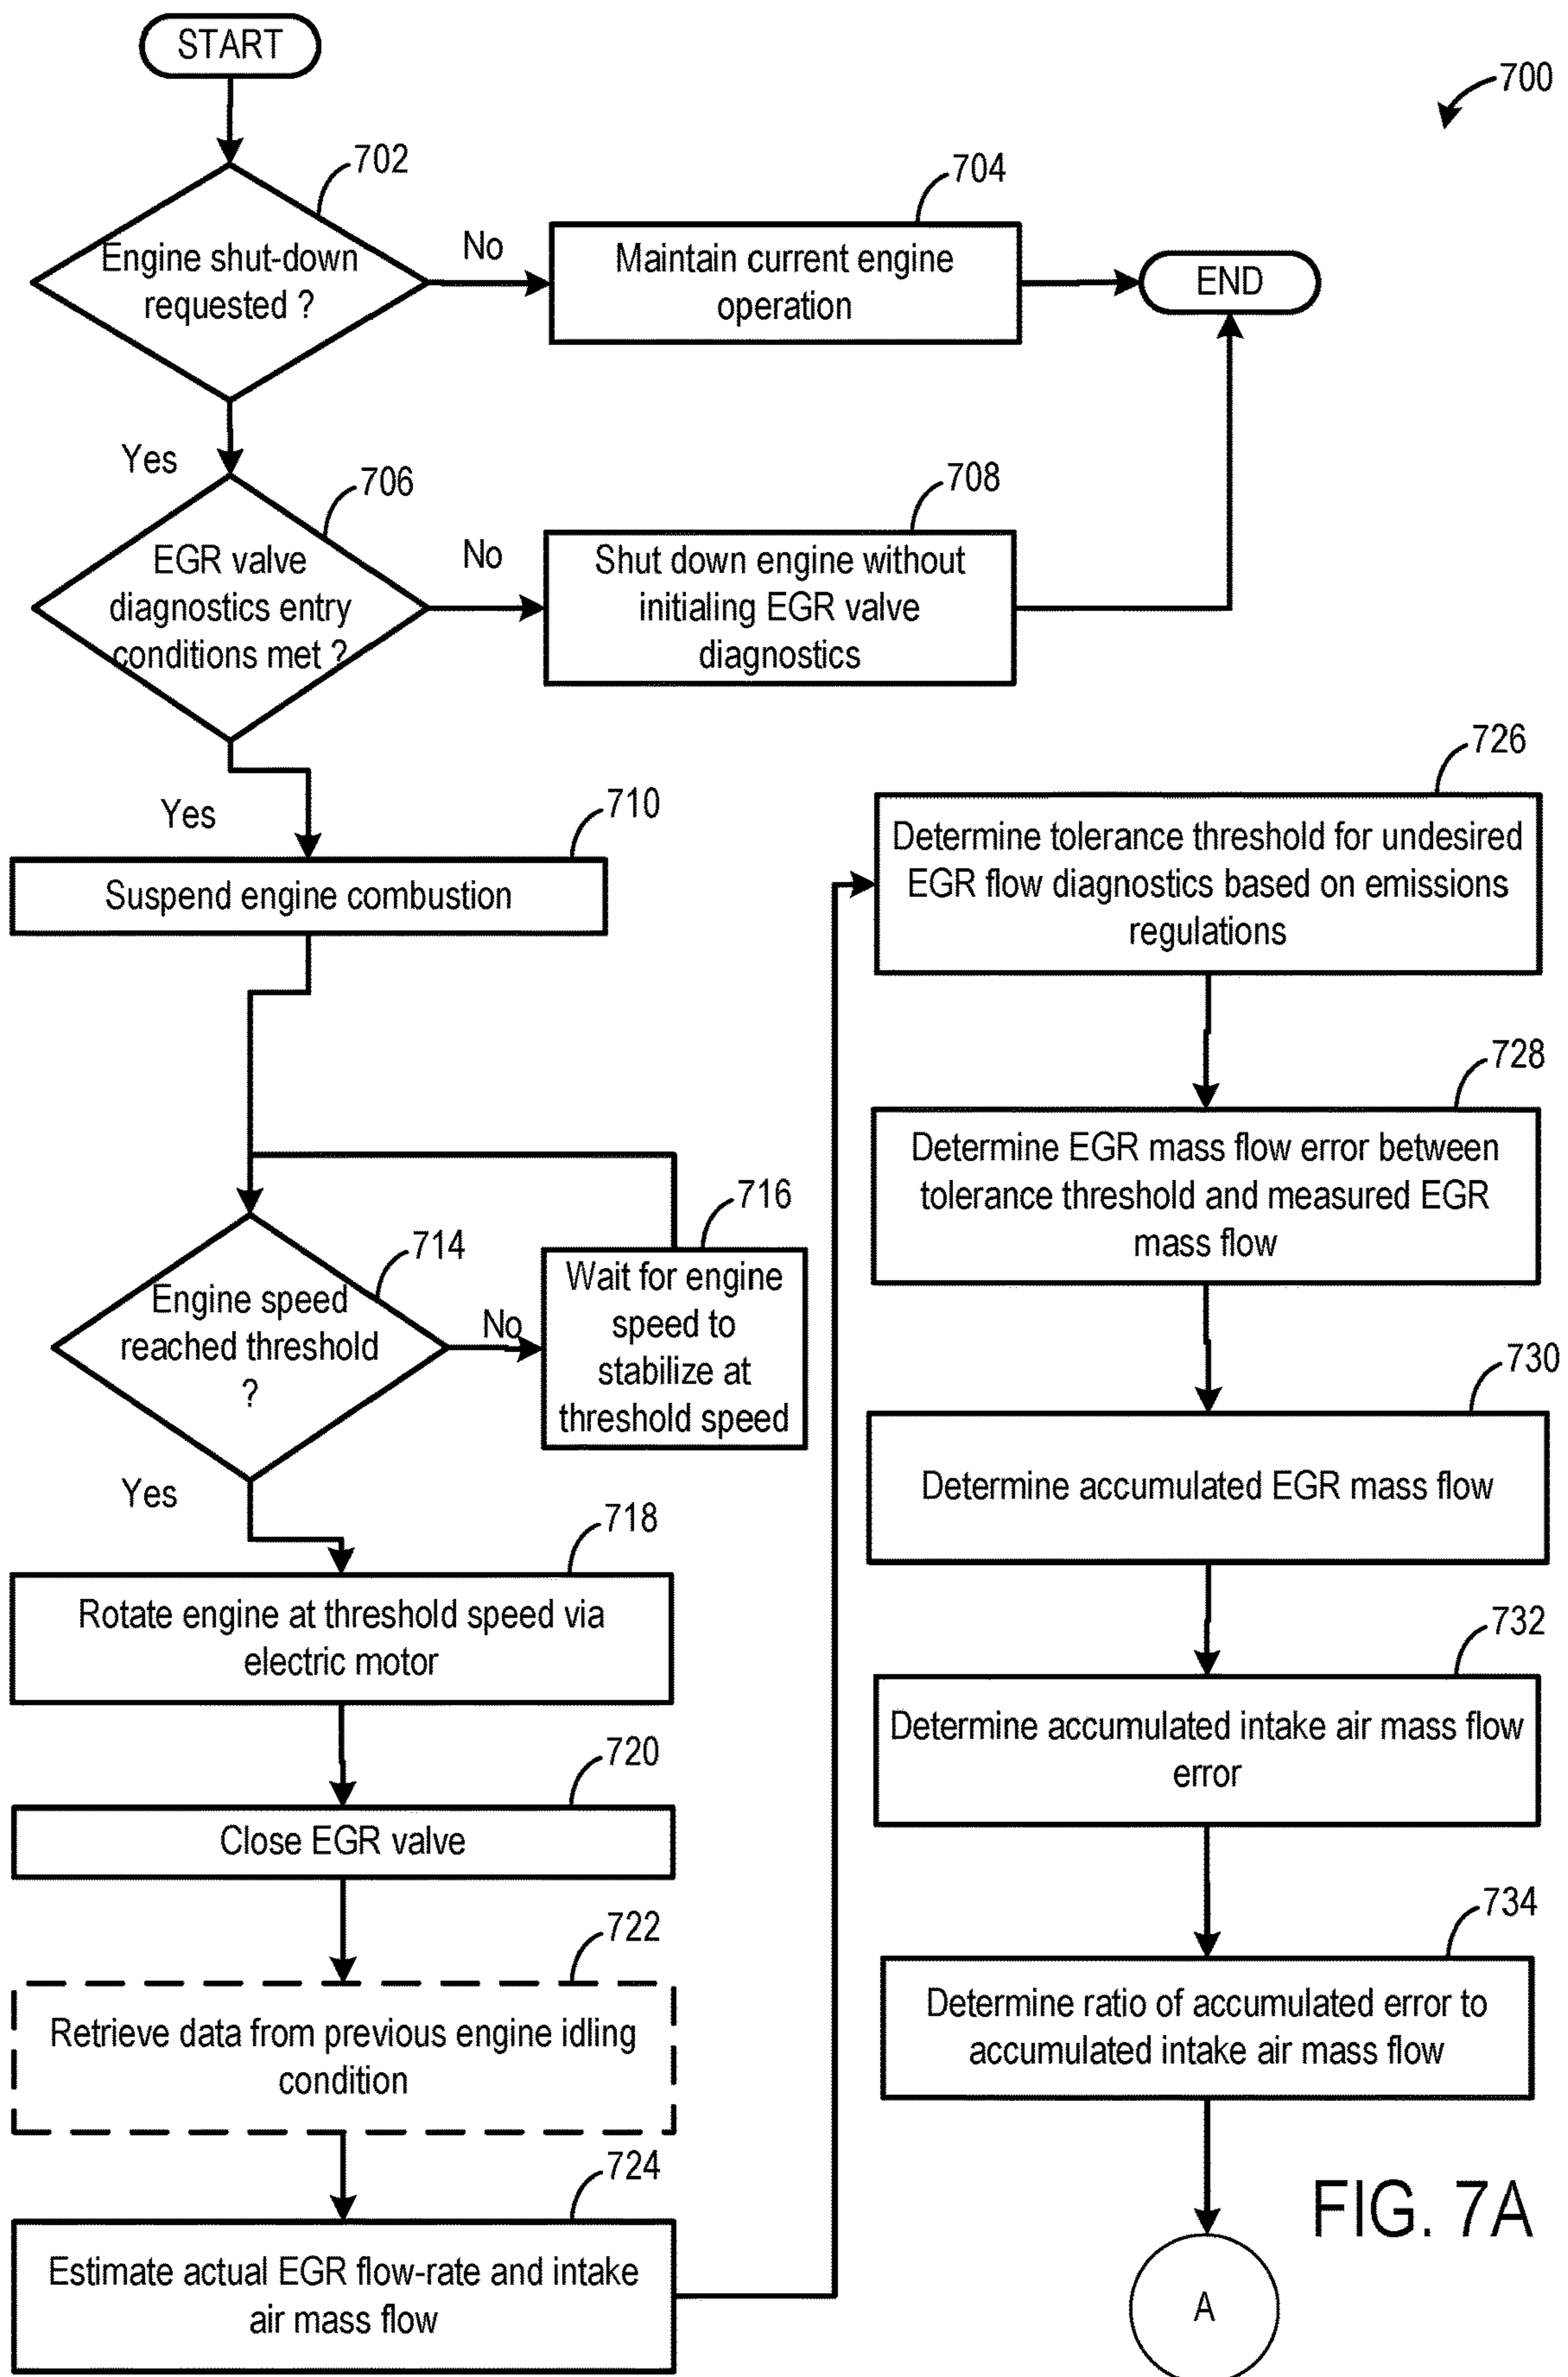 START
700
702
Engine shut-down
requested ?
No
704
Maintain current engine
operation
END
Yes
706
EGR valve
diagnostics entry
conditions met ?
No
708
Shut down engine without
initialing EGR valve
diagnostics
Yes
710
Suspend engine combustion
714
Engine speed
reached threshold
?
No
716
Wait for engine
speed to
stabilize at
threshold speed
Yes
718
Rotate engine at threshold speed via
electric motor
720
Close EGR valve
722
Retrieve data from previous engine idling
condition
724
Estimate actual EGR flow-rate and intake
air mass flow
726
Determine tolerance threshold for undesired
EGR flow diagnostics based on emissions
regulations
728
Determine EGR mass flow error between
tolerance threshold and measured EGR
mass flow
730
Determine accumulated EGR mass flow
732
Determine accumulated intake air mass flow
error
734
Determine ratio of accumulated error to
accumulated intake air mass flow
A
FIG. 7A